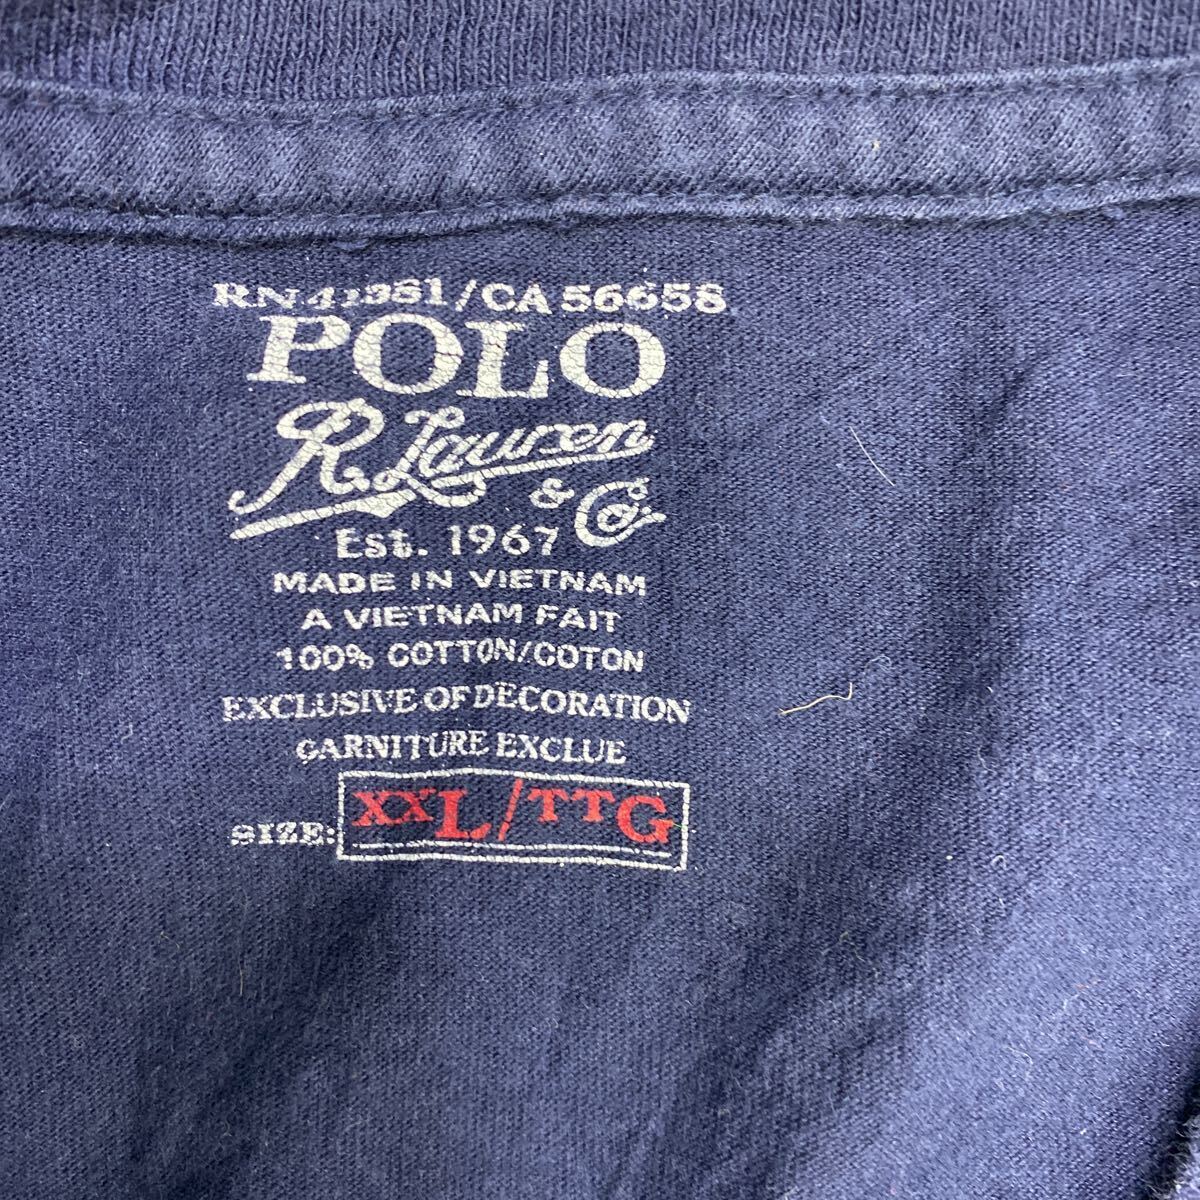 RN 41381/CA 56658
POLO
R. Lauren
& Co.
Est. 1967
MADE IN VIETNAM
A VIETNAM FAIT
100% COTTON/COTON
EXCLUSIVE OF DECORATION
GARNITURE EXCLUE
SIZE: XXL/TTG